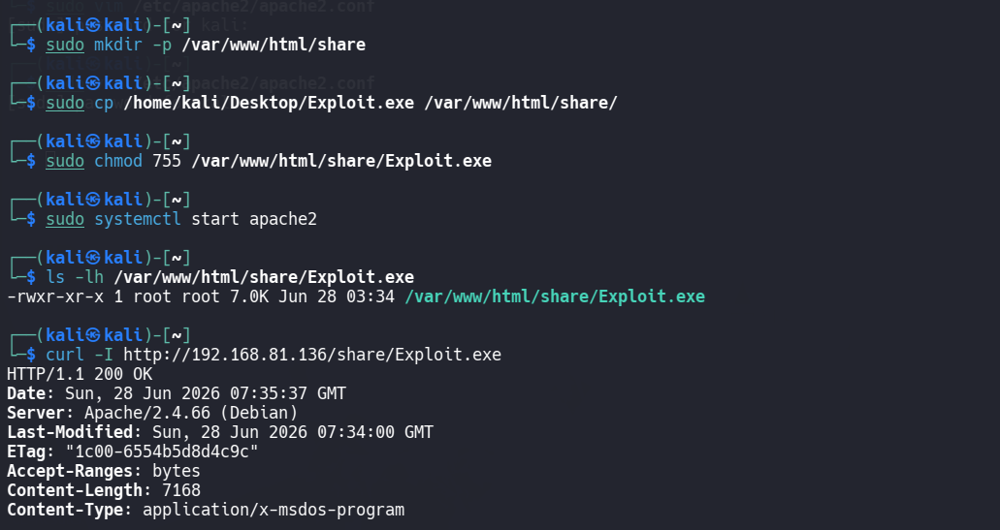 sudo vim /etc/apache2/apache2.conf
┌──(kali㉿kali)-[~]
└─$ sudo mkdir -p /var/www/html/share
┌──(kali㉿kali)-[~]
└─$ sudo cp /home/kali/Desktop/Exploit.exe /var/www/html/share/
┌──(kali㉿kali)-[~]
└─$ sudo chmod 755 /var/www/html/share/Exploit.exe
┌──(kali㉿kali)-[~]
└─$ sudo systemctl start apache2
┌──(kali㉿kali)-[~]
└─$ ls -lh /var/www/html/share/Exploit.exe
-rwxr-xr-x 1 root root 7.0K Jun 28 03:34 /var/www/html/share/Exploit.exe
┌──(kali㉿kali)-[~]
└─$ curl -I http://192.168.81.136/share/Exploit.exe
HTTP/1.1 200 OK
Date: Sun, 28 Jun 2026 07:35:37 GMT
Server: Apache/2.4.66 (Debian)
Last-Modified: Sun, 28 Jun 2026 07:34:00 GMT
ETag: "1c00-6554b5d8d4c9c"
Accept-Ranges: bytes
Content-Length: 7168
Content-Type: application/x-msdos-program